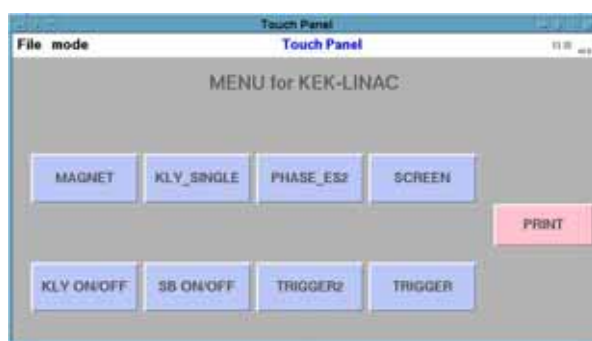 Touch Panel
File mode Touch Panel
MENU for KEK-LINAC
MAGNET KLY_SINGLE PHASE_ES2 SCREEN
PRINT
KLY ON/OFF SB ON/OFF TRIGGER2 TRIGGER